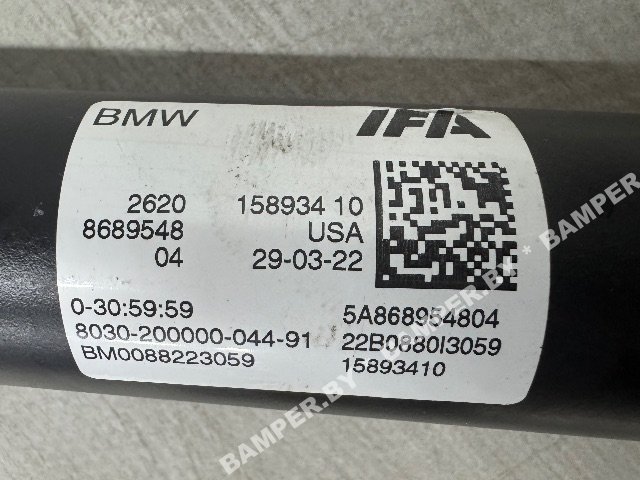 BMW IFA
2620 158934 10
8689548 USA
04 29-03-22
0-30:59:59 5A868954804
8030-200000-044-91 22B0880I3059
BM0088223059 15893410
BAMPER.BY * BAMPER.BY * BAMPER.BY